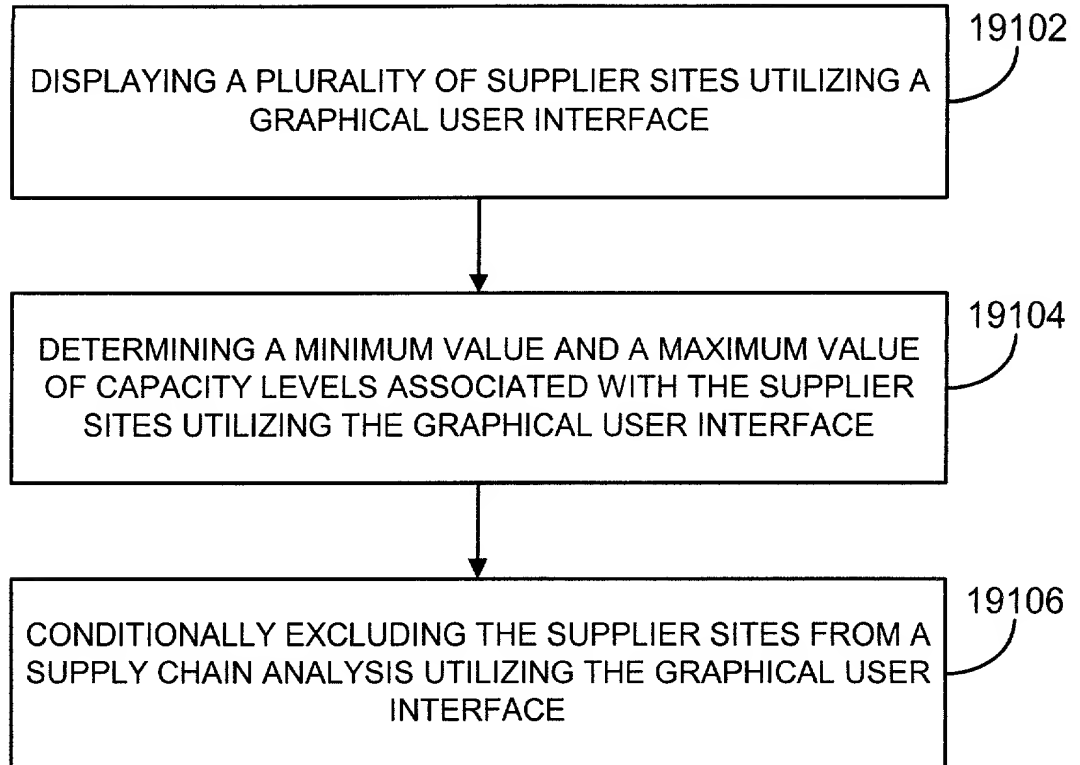 19102
DISPLAYING A PLURALITY OF SUPPLIER SITES UTILIZING A
GRAPHICAL USER INTERFACE
19104
DETERMINING A MINIMUM VALUE AND A MAXIMUM VALUE
OF CAPACITY LEVELS ASSOCIATED WITH THE SUPPLIER
SITES UTILIZING THE GRAPHICAL USER INTERFACE
19106
CONDITIONALLY EXCLUDING THE SUPPLIER SITES FROM A
SUPPLY CHAIN ANALYSIS UTILIZING THE GRAPHICAL USER
INTERFACE